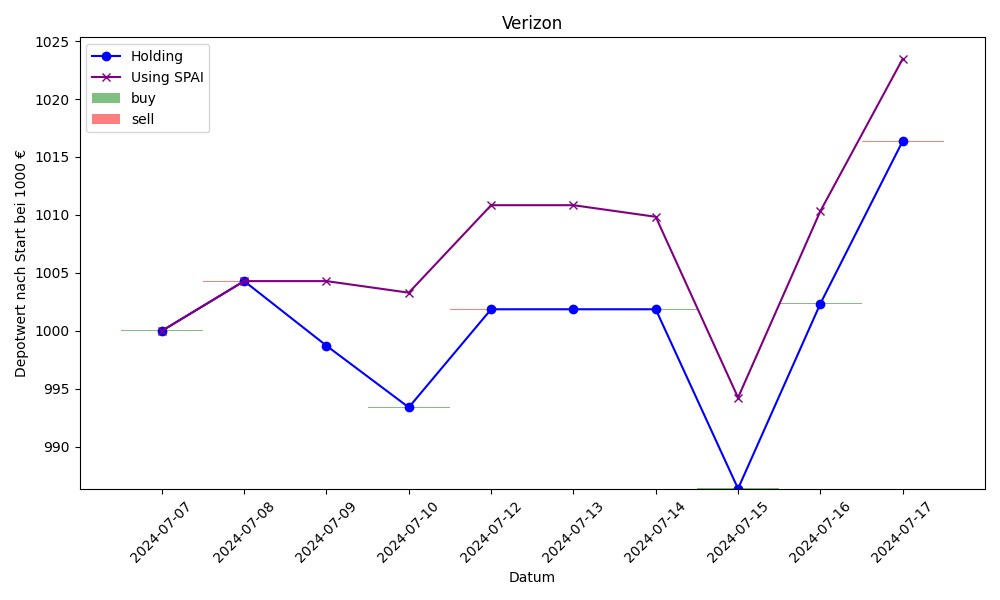 Verizon
Holding
Using SPAI
buy
sell
Depotwert nach Start bei 1000 €
1025
1020
1015
1010
1005
1000
995
990
2024-07-07
2024-07-08
2024-07-09
2024-07-10
2024-07-12
2024-07-13
2024-07-14
2024-07-15
2024-07-16
2024-07-17
Datum